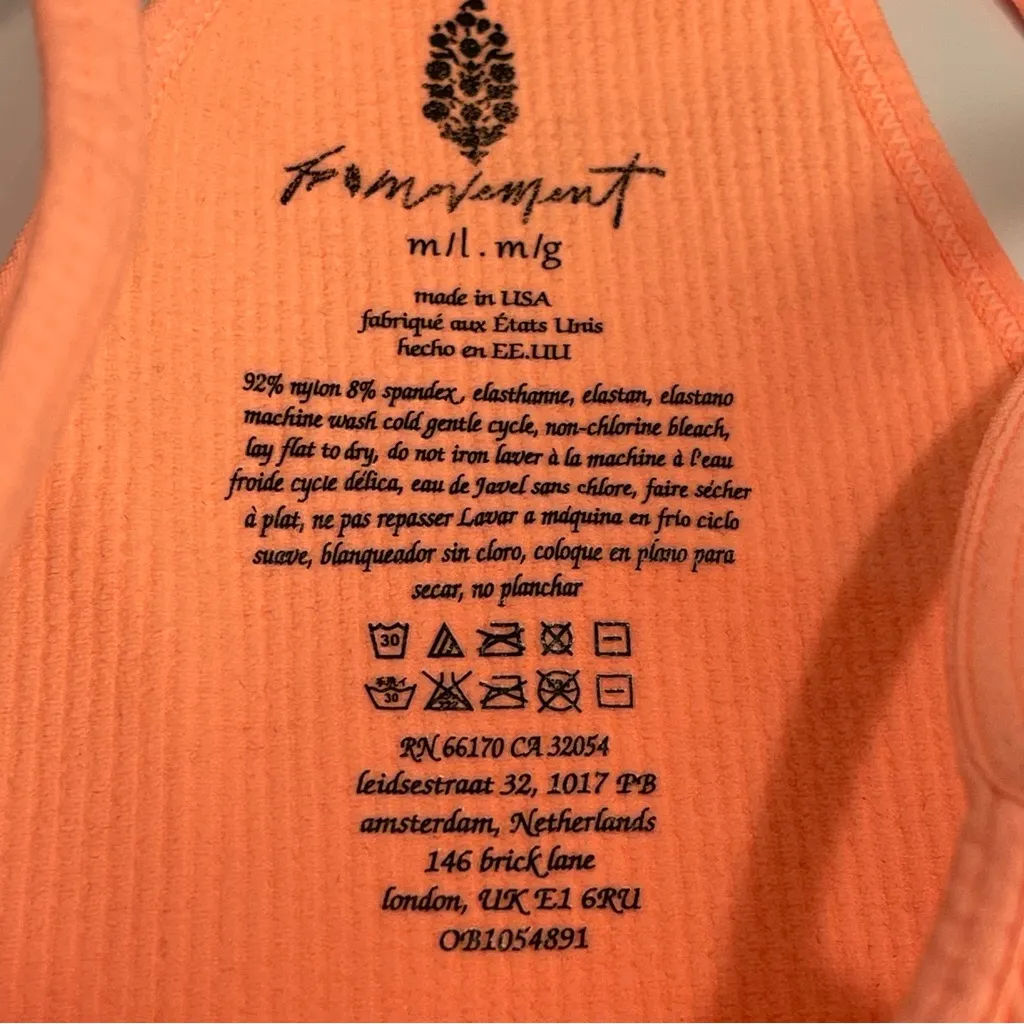 FP movement
m/l . m/g
made in USA
fabriqué aux États Unis
hecho en EE.UU
92% nylon 8% spandex, elasthanne, elastan, elastano
machine wash cold gentle cycle, non-chlorine bleach,
lay flat to dry, do not iron laver à la machine à l'eau
froide cycle délica, eau de Javel sans chlore, faire sécher
à plat, ne pas repasser Lavar a máquina en frío ciclo
suave, blanqueador sin cloro, coloque en plano para
secar, no planchar
30
30
RN 66170 CA 32054
leidsestraat 32, 1017 PB
amsterdam, Netherlands
146 brick lane
london, UK E1 6RU
OB1054891